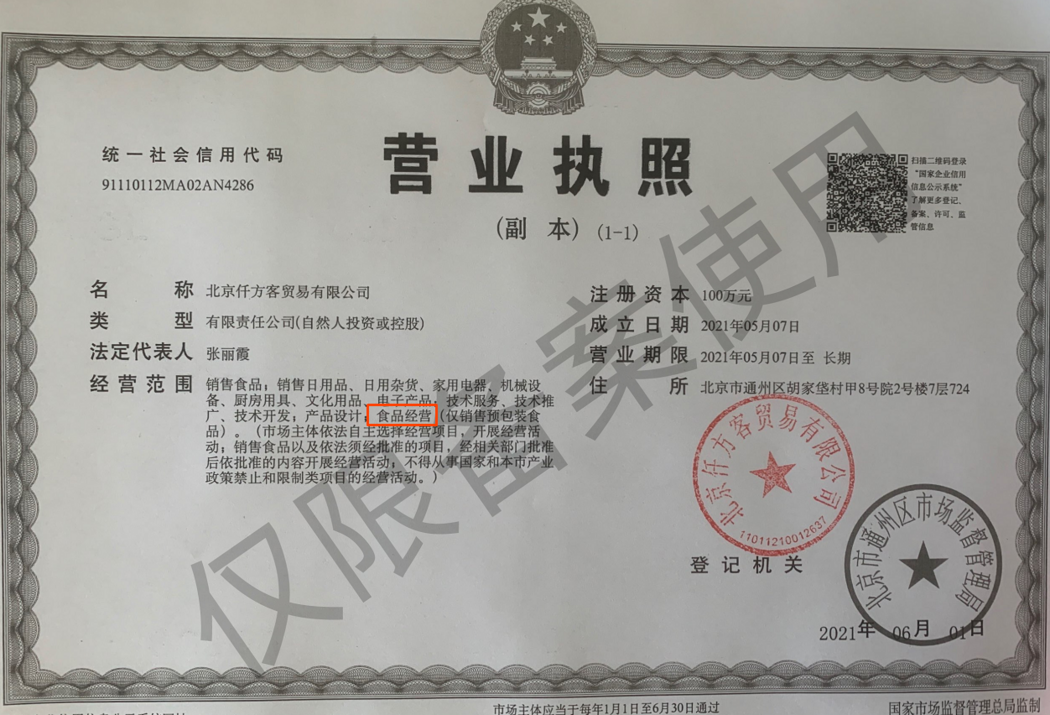 统一社会信用代码
91110112MA02AN4286
营业执照
(副 本) (1-1)
扫描二维码登录
“国家企业信用
信息公示系统”
了解更多登记、
备案、许可、监
管信息
名 称 北京仟方客贸易有限公司
类 型 有限责任公司(自然人投资或控股)
法定代表人 张丽霞
经营范围 销售食品；销售日用品、日用杂货、家用电器、机械设
备、厨房用具、文化用品、电子产品；技术服务、技术推
广、技术开发；产品设计；食品经营（仅销售预包装食
品）。（市场主体依法自主选择经营项目，开展经营活
动；销售食品以及依法须经批准的项目，经相关部门批准
后依批准的内容开展经营活动；不得从事国家和本市产业
政策禁止和限制类项目的经营活动。）
注册资本 100万元
成立日期 2021年05月07日
营业期限 2021年05月07日至 长期
住 所 北京市通州区胡家垡村甲8号院2号楼7层724
北京仟方客贸易有限公司
11011210012637
登记机关
北京市通州区市场监督管理局
2021年 06月 01日
仅限备案使用
市场主体应当于每年1月1日至6月30日通过
国家市场监督管理总局监制